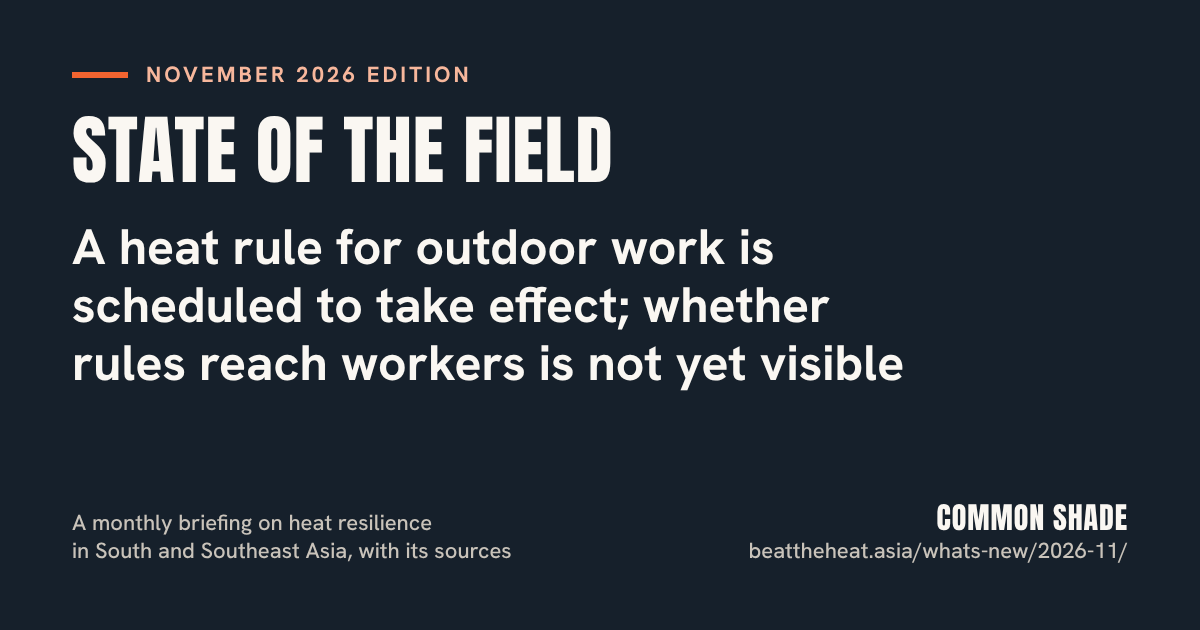 NOVEMBER 2026 EDITION
STATE OF THE FIELD
A heat rule for outdoor work is
scheduled to take effect; whether
rules reach workers is not yet visible
A monthly briefing on heat resilience
in South and Southeast Asia, with its sources
COMMON SHADE
beattheheat.asia/whats-new/2026-11/